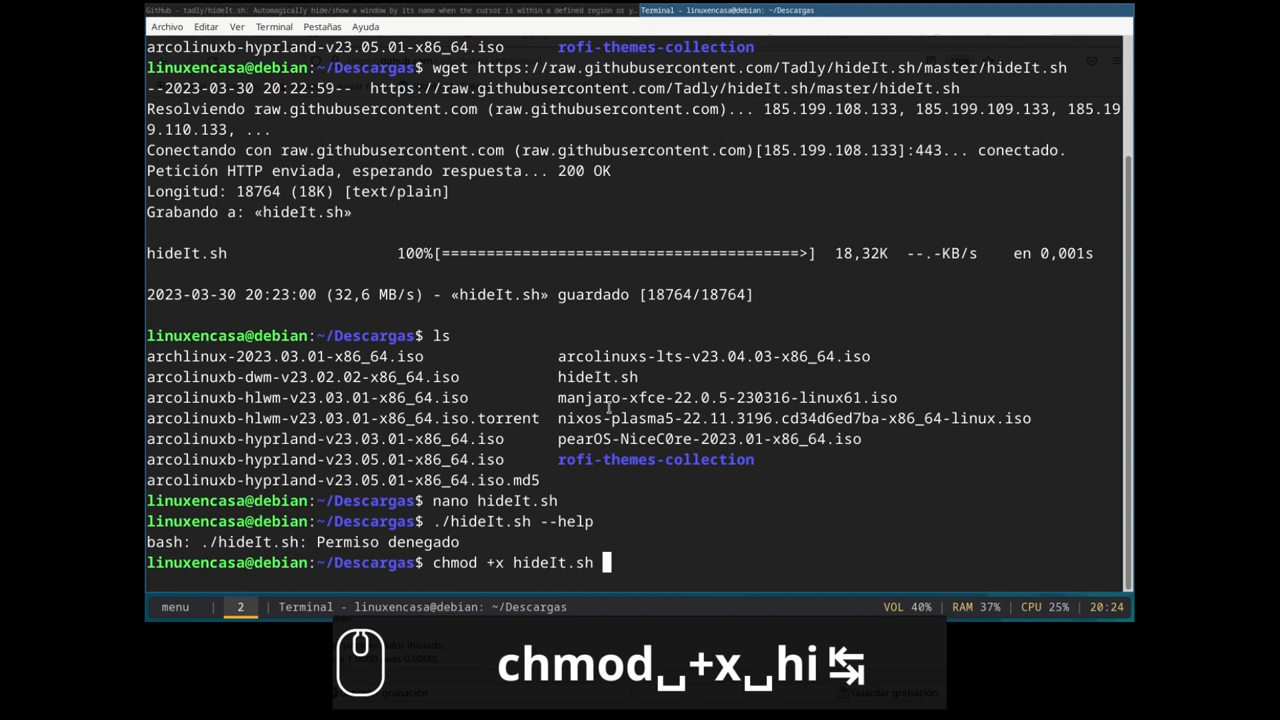 GitHub - tadly/hideIt.sh: Automagically hide/show a window by its name when the cursor is within a defined region or y...
Terminal - linuxencasa@debian: ~/Descargas
Archivo Editar Ver Terminal Pestañas Ayuda
arcolinuxb-hyprland-v23.05.01-x86_64.iso rofi-themes-collection
linuxencasa@debian:~/Descargas$ wget https://raw.githubusercontent.com/Tadly/hideIt.sh/master/hideIt.sh
--2023-03-30 20:22:59-- https://raw.githubusercontent.com/Tadly/hideIt.sh/master/hideIt.sh
Resolviendo raw.githubusercontent.com (raw.githubusercontent.com)... 185.199.108.133, 185.199.109.133, 185.19
9.110.133, ...
Conectando con raw.githubusercontent.com (raw.githubusercontent.com)[185.199.108.133]:443... conectado.
Petición HTTP enviada, esperando respuesta... 200 OK
Longitud: 18764 (18K) [text/plain]
Grabando a: «hideIt.sh»
hideIt.sh 100%[======================================>] 18,32K --.-KB/s en 0,001s
2023-03-30 20:23:00 (32,6 MB/s) - «hideIt.sh» guardado [18764/18764]
linuxencasa@debian:~/Descargas$ ls
archlinux-2023.03.01-x86_64.iso arcolinuxs-lts-v23.04.03-x86_64.iso
arcolinuxb-dwm-v23.02.02-x86_64.iso hideIt.sh
arcolinuxb-hlwm-v23.03.01-x86_64.iso manjaro-xfce-22.0.5-230316-linux61.iso
arcolinuxb-hlwm-v23.03.01-x86_64.iso.torrent nixos-plasma5-22.11.3196.cd34d6ed7ba-x86_64-linux.iso
arcolinuxb-hyprland-v23.03.01-x86_64.iso pearOS-NiceC0re-2023.01-x86_64.iso
arcolinuxb-hyprland-v23.05.01-x86_64.iso rofi-themes-collection
arcolinuxb-hyprland-v23.05.01-x86_64.iso.md5
linuxencasa@debian:~/Descargas$ nano hideIt.sh
linuxencasa@debian:~/Descargas$ ./hideIt.sh --help
bash: ./hideIt.sh: Permiso denegado
linuxencasa@debian:~/Descargas$ chmod +x hideIt.sh
menu | 2 | Terminal - linuxencasa@debian: ~/Descargas VOL 40% | RAM 37% | CPU 25% | 20:24
chmod␣+x␣hi↹